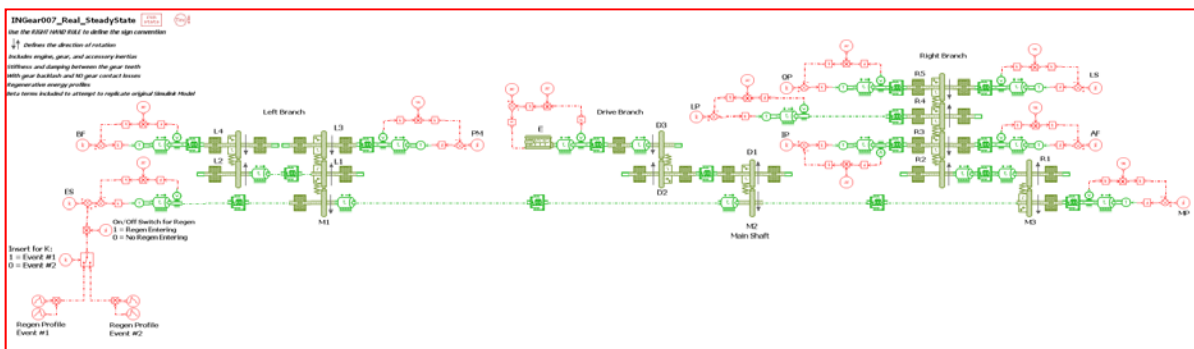 INGear007_Real_SteadyState
Use the RIGHT HAND RULE to define the sign convention
Defines the direction of rotation
Includes engine, gear, and accessory inertias
Stiffness and damping between the gear teeth
With gear backlash and NO gear contact losses
Regenerative energy profiles
Beta terms included to attempt to replicate original Simulink Model
Left Branch
Drive Branch
Right Branch
BF
L4
L3
PM
L2
L1
ES
M1
E
D3
D2
D1
M2
Main Shaft
QP
R5
LS
LP
R4
IP
R3
AF
R2
R1
M3
MP
On/Off Switch for Regen
1 = Regen Entering
0 = No Regen Entering
Insert for K:
1 = Event #1
0 = Event #2
Regen Profile
Event #1
Regen Profile
Event #2